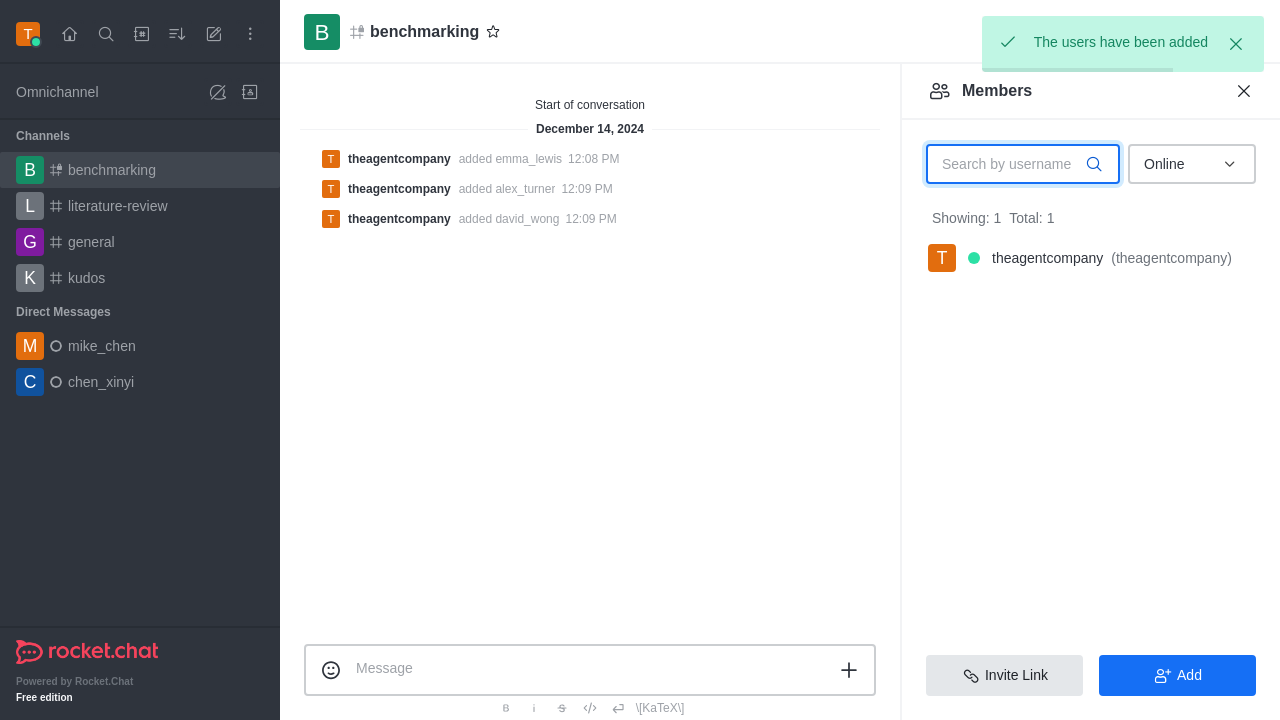 T
Omnichannel
Channels
B benchmarking
L literature-review
G general
K kudos
Direct Messages
M mike_chen
C chen_xinyi
rocket.chat
Powered by Rocket.Chat
Free edition
B benchmarking
Start of conversation
December 14, 2024
T theagentcompany added emma_lewis 12:08 PM
T theagentcompany added alex_turner 12:09 PM
T theagentcompany added david_wong 12:09 PM
Message
B i S \[KaTeX\]
The users have been added
Members
Search by username Online
Showing: 1 Total: 1
T theagentcompany (theagentcompany)
Invite Link Add